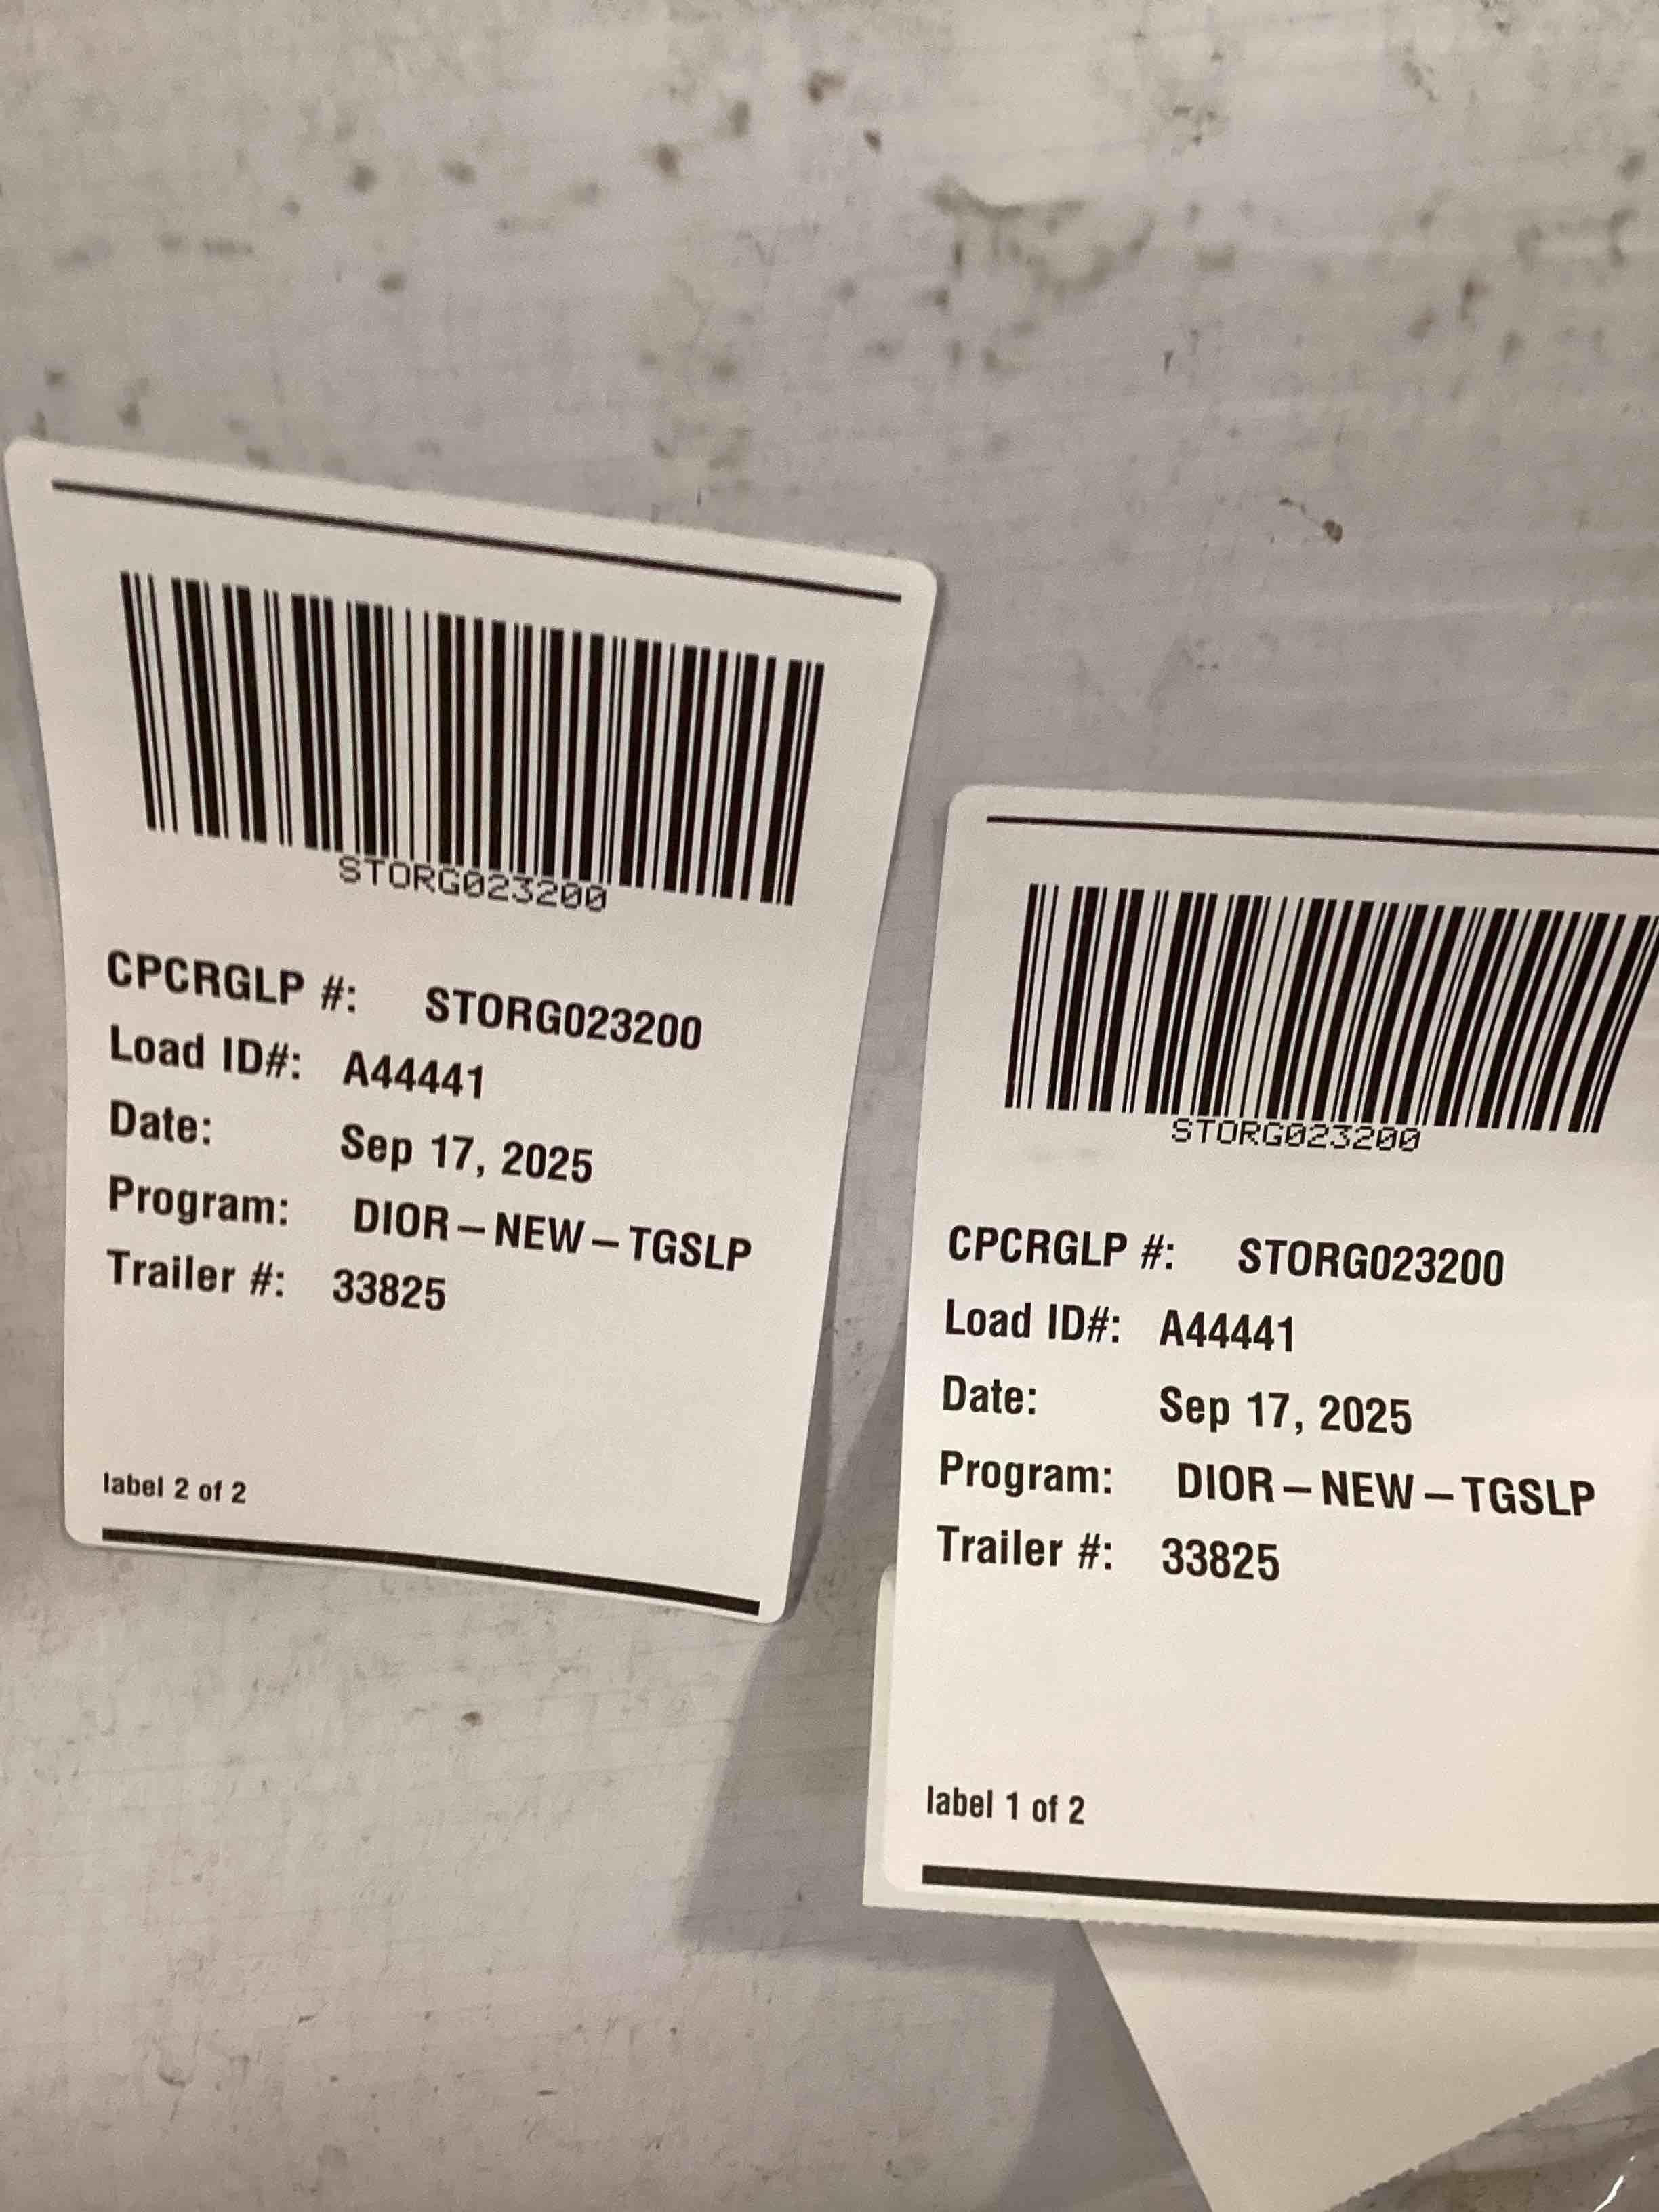 STORG023200
CPCRGLP #: STORG023200
Load ID#: A44441
Date: Sep 17, 2025
Program: DIOR-NEW-TGSLP
Trailer #: 33825
label 2 of 2
STORG023200
CPCRGLP #: STORG023200
Load ID#: A44441
Date: Sep 17, 2025
Program: DIOR-NEW-TGSLP
Trailer #: 33825
label 1 of 2